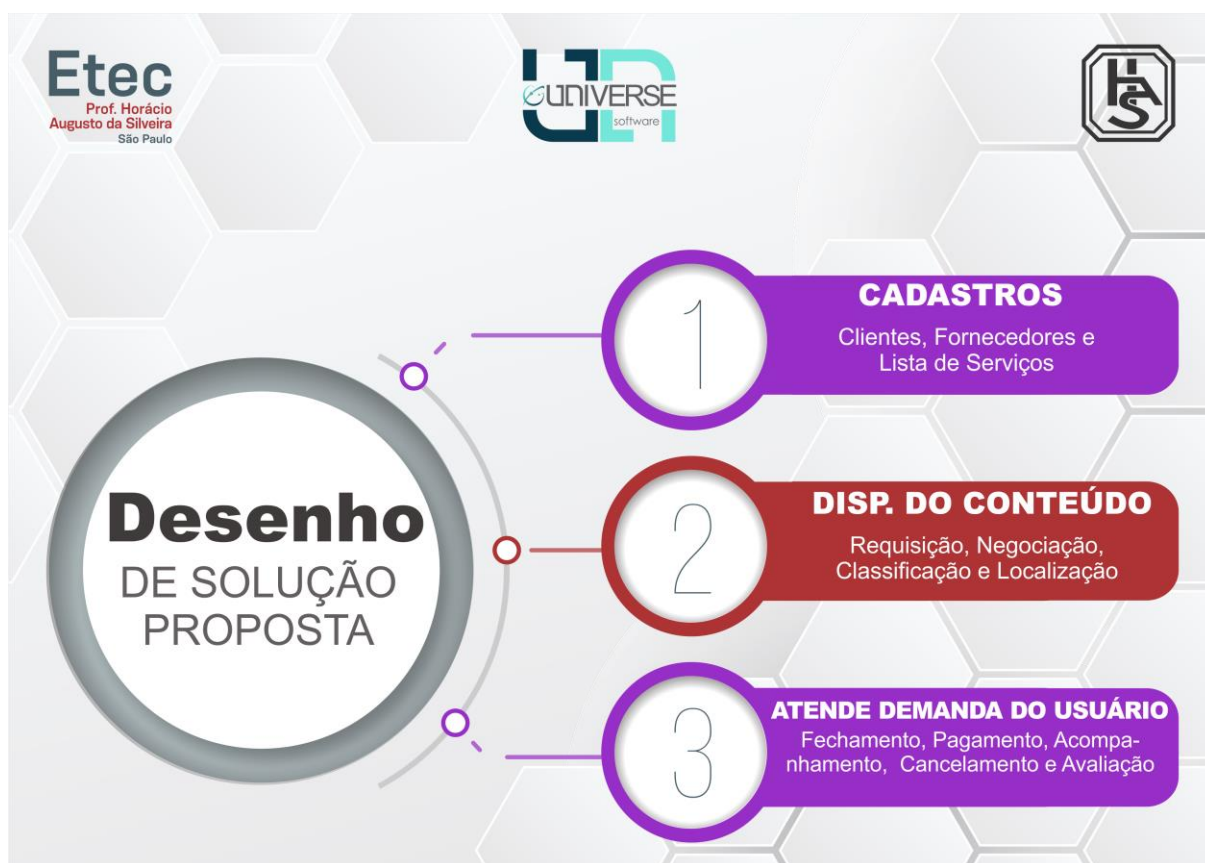 Etec
Prof. Horácio
Augusto da Silveira
São Paulo
UNIVERSE
software
HAS
Desenho
DE SOLUÇÃO
PROPOSTA
1
CADASTROS
Clientes, Fornecedores e
Lista de Serviços
2
DISP. DO CONTEÚDO
Requisição, Negociação,
Classificação e Localização
3
ATENDE DEMANDA DO USUÁRIO
Fechamento, Pagamento, Acompa-
nhamento, Cancelamento e Avaliação